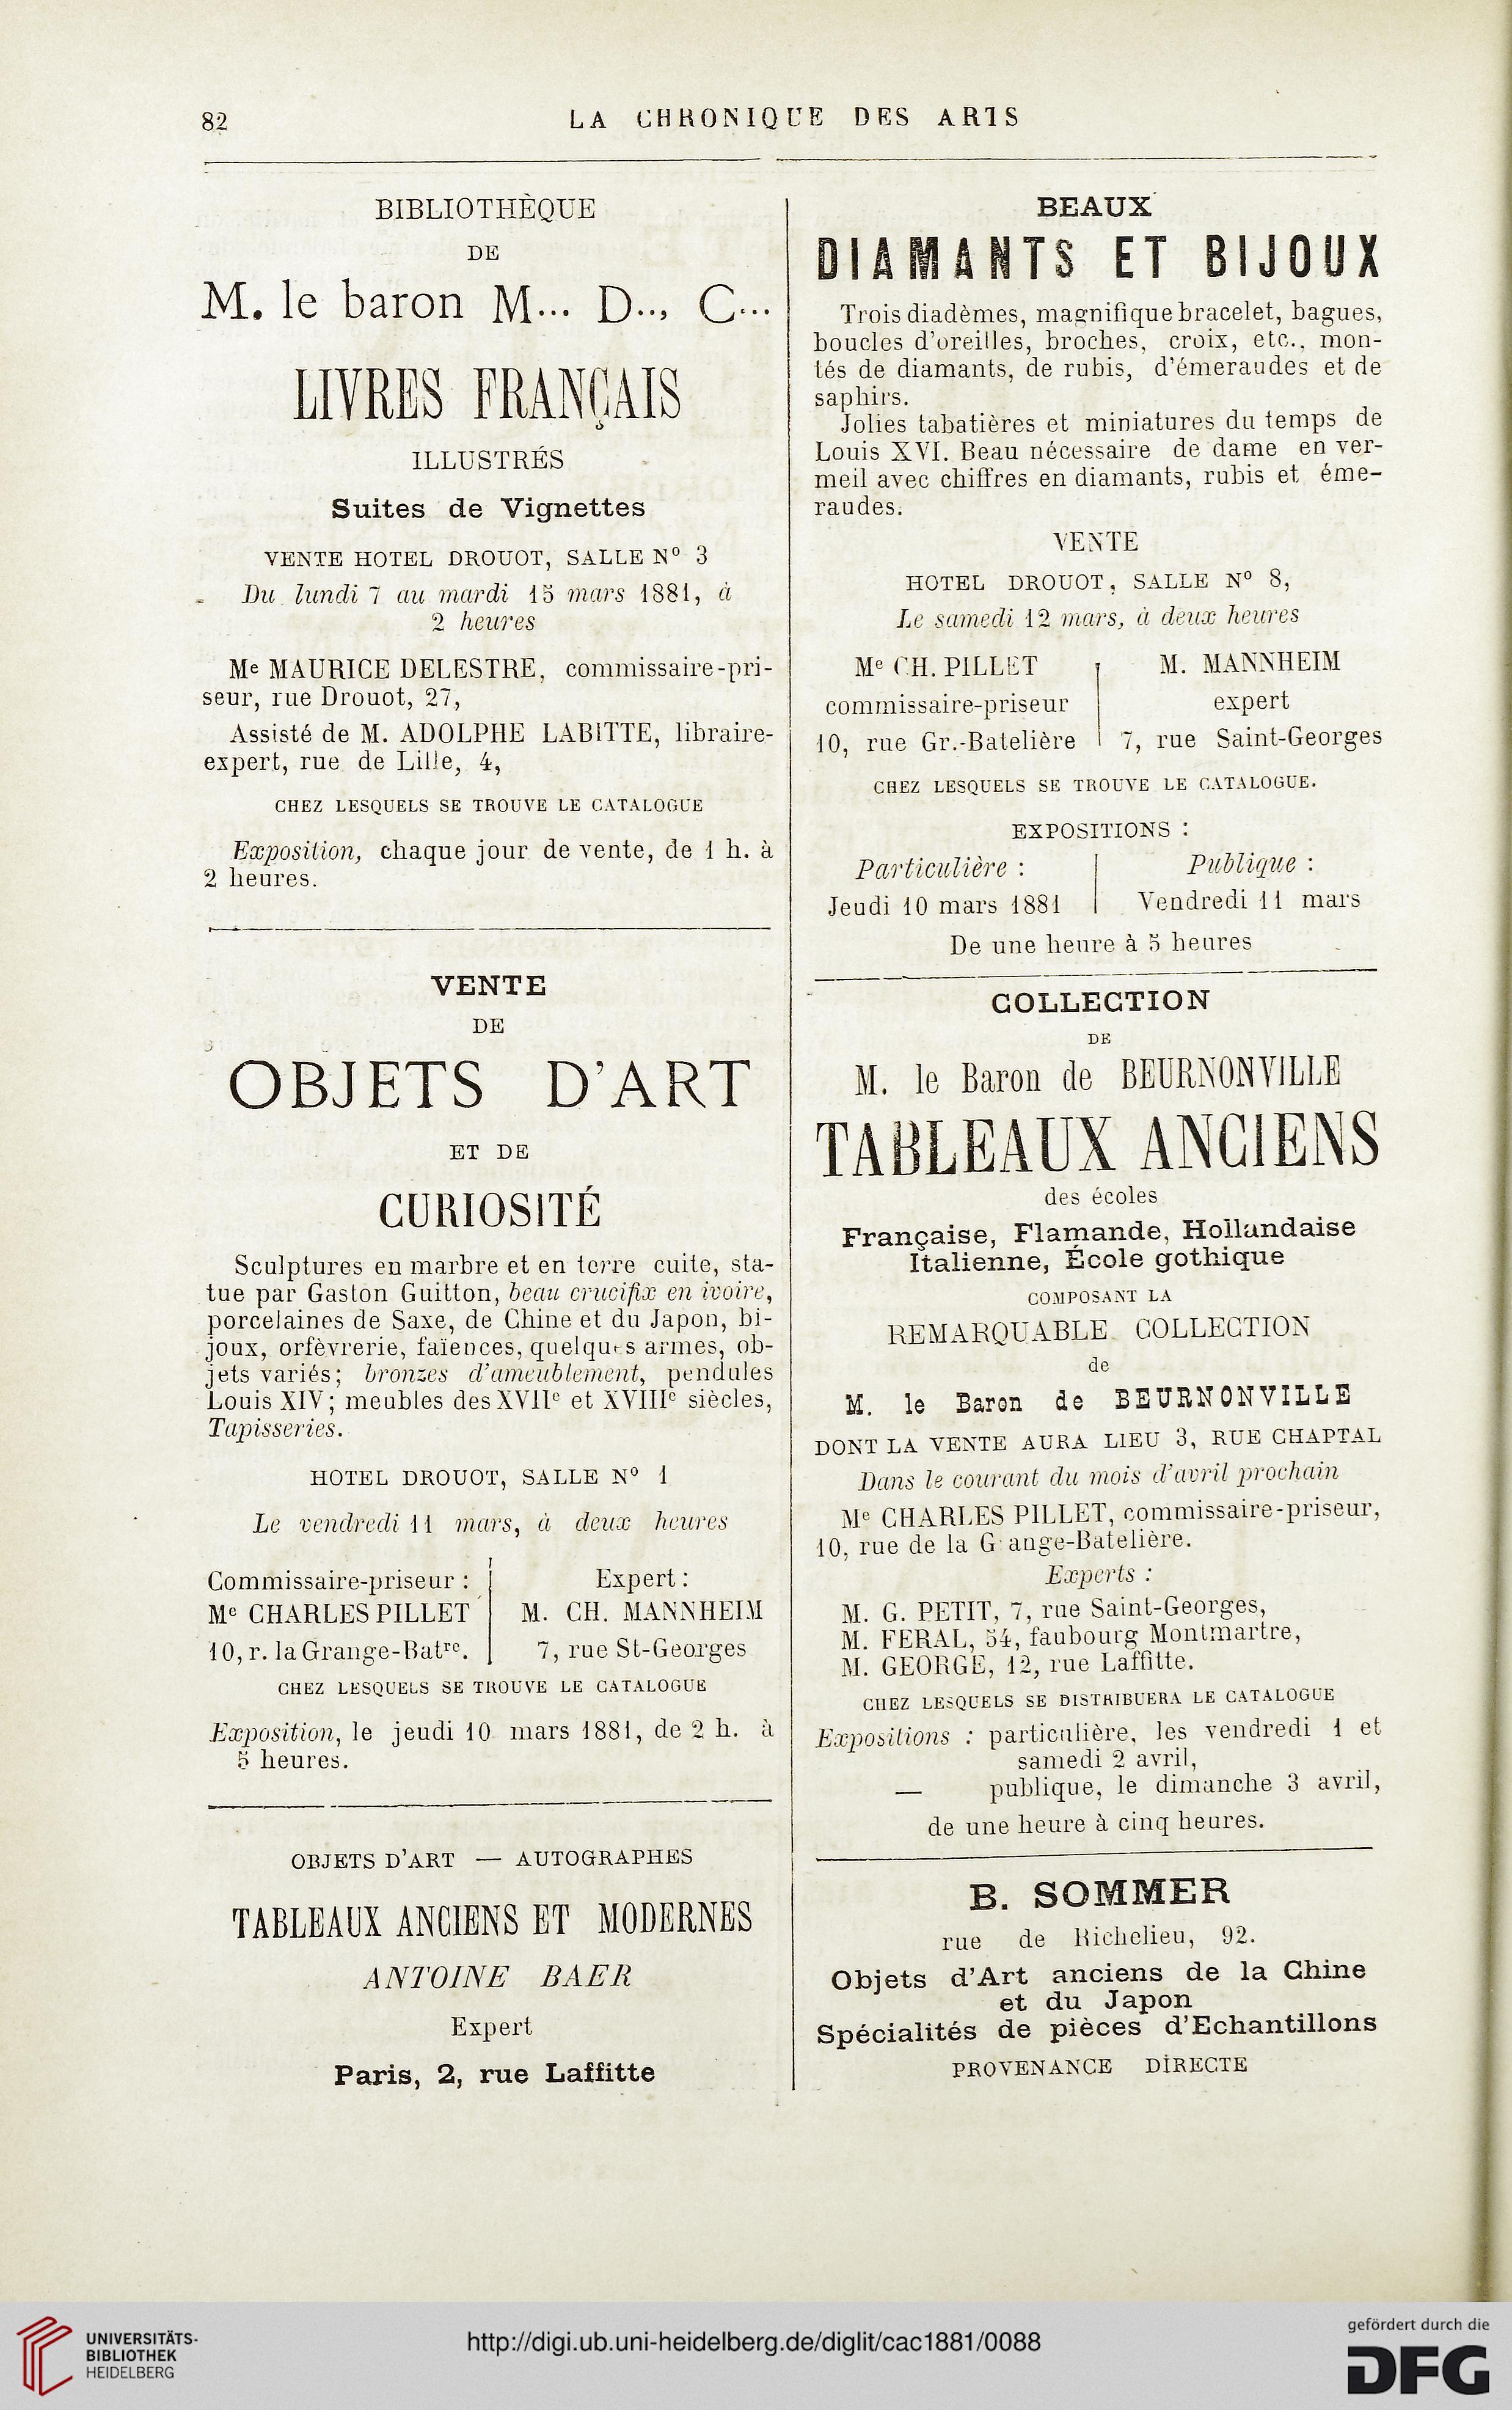 82
LA CHRONIQUE DES ARTS
BIBLIOTHÈQUE
DE
M. le baron M... D.., C...
LIVRES FRANÇAIS
ILLUSTRÉS
Suites de Vignettes
VENTE HOTEL DROUOT, SALLE Nº 3
Du lundi 7 au mardi 15 mars 1881, à
2 heures
Me MAURICE DELESTRE, commissaire-pri-
seur, rue Drouot, 27,
Assisté de M. ADOLPHE LABITTE, libraire-
expert, rue de Lille, 4,
CHEZ LESQUELS SE TROUVE LE CATALOGUE
Exposition, chaque jour de vente, de 1 h. à
2 heures.
VENTE
DE
OBJETS D'ART
ET DE
CURIOSITÉ
Sculptures en marbre et en terre cuite, sta-
tue par Gaston Guitton, beau crucifix en ivoire,
porcelaines de Saxe, de Chine et du Japon, bi-
joux, orfèvrerie, faïences, quelques armes, ob-
jets variés; bronzes d'ameublement, pendules
Louis XIV; meubles des XVIIe et XVIIIe siècles,
Tapisseries.
HOTEL DROUOT, SALLE Nº 1
Le vendredi 11 mars, à deux heures
Commissaire-priseur :
Me CHARLES PILLET
10, r. la Grange-Batre.
Expert :
M. CH. MANNHEIM
7, rue St-Georges
CHEZ LESQUELS SE TROUVE LE CATALOGUE
Exposition, le jeudi 10 mars 1881, de 2 h. à
5 heures.
OBJETS D'ART — AUTOGRAPHES
TABLEAUX ANCIENS ET MODERNES
ANTOINE BAER
Expert
Paris, 2, rue Laffitte
BEAUX
DIAMANTS ET BIJOUX
Trois diadèmes, magnifique bracelet, bagues,
boucles d'oreilles, broches, croix, etc., mon-
tés de diamants, de rubis, d'émeraudes et de
saphirs.
Jolies tabatières et miniatures du temps de
Louis XVI. Beau nécessaire de dame en ver-
meil avec chiffres en diamants, rubis et éme-
raudes.
VENTE
HOTEL DROUOT, SALLE Nº 8,
Le samedi 12 mars, à deux heures
Me CH. PILLET
commissaire-priseur
10, rue Gr.-Batelière
M. MANNHEIM
expert
7, rue Saint-Georges
CHEZ LESQUELS SE TROUVE LE CATALOGUE.
EXPOSITIONS :
Particulière :
Jeudi 10 mars 1881
Publique :
Vendredi 11 mars
De une heure à 5 heures
COLLECTION
DE
M. le Baron de BEURNONVILLE
TABLEAUX ANCIENS
des écoles
Française, Flamande, Hollandaise
Italienne, École gothique
COMPOSANT LA
REMARQUABLE COLLECTION
de
M. le Baron de BEURNONVILLE
DONT LA VENTE AURA LIEU 3, RUE CHAPTAL
Dans le courant du mois d'avril prochain
Me CHARLES PILLET, commissaire-priseur,
10, rue de la G ange-Batelière.
Experts :
M. G. PETIT, 7, rue Saint-Georges,
M. FERAL, 54, faubourg Montmartre,
M. GEORGE, 12, rue Laffitte.
CHEZ LESQUELS SE DISTRIBUERA LE CATALOGUE
Expositions : particulière, les vendredi 1 et
samedi 2 avril,
— publique, le dimanche 3 avril,
de une heure à cinq heures.
B. SOMMER
rue de Richelieu, 92.
Objets d'Art anciens de la Chine
et du Japon
Spécialités de pièces d'Echantillons
PROVENANCE DIRECTE
UNIVERSITÄTS-
BIBLIOTHEK
HEIDELBERG
http://digi.ub.uni-heidelberg.de/diglit/cac1881/0088
gefördert durch die
DFG